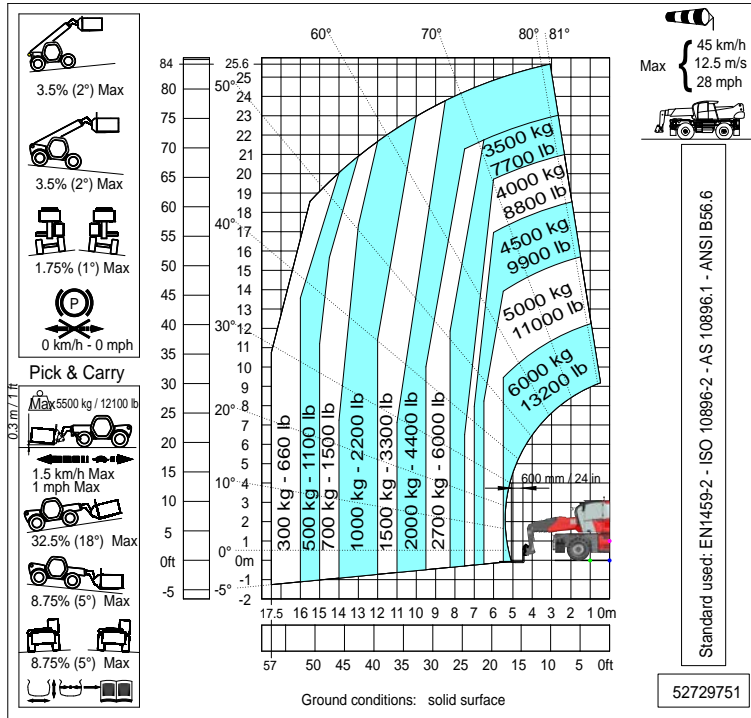 3.5% (2°) Max
3.5% (2°) Max
1.75% (1°) Max
P
0 km/h - 0 mph
Pick & Carry
0.3 m / 1 ft
Max 5500 kg / 12100 lb
1.5 km/h Max
1 mph Max
32.5% (18°) Max
8.75% (5°) Max
8.75% (5°) Max
84
80
75
70
65
60
55
50
45
40
35
30
25
20
15
10
5
0ft
-5
25.6
25
24
23
22
21
20
19
18
17
16
15
14
13
12
11
10
9
8
7
6
5
4
3
2
1
0m
-1
-2
60°
70°
80°
81°
50°
40°
30°
20°
10°
0°
-5°
3500 kg
7700 lb
4000 kg
8800 lb
4500 kg
9900 lb
5000 kg
11000 lb
6000 kg
13200 lb
300 kg - 660 lb
500 kg - 1100 lb
700 kg - 1500 lb
1000 kg - 2200 lb
1500 kg - 3300 lb
2000 kg - 4400 lb
2700 kg - 6000 lb
600 mm / 24 in
17.5 16 15 14 13 12 11 10 9 8 7 6 5 4 3 2 1 0m
57 50 45 40 35 30 25 20 15 10 5 0ft
Ground conditions: solid surface
Max
45 km/h
12.5 m/s
28 mph
Standard used: EN1459-2 - ISO 10896-2 - AS 10896.1 - ANSI B56.6
52729751